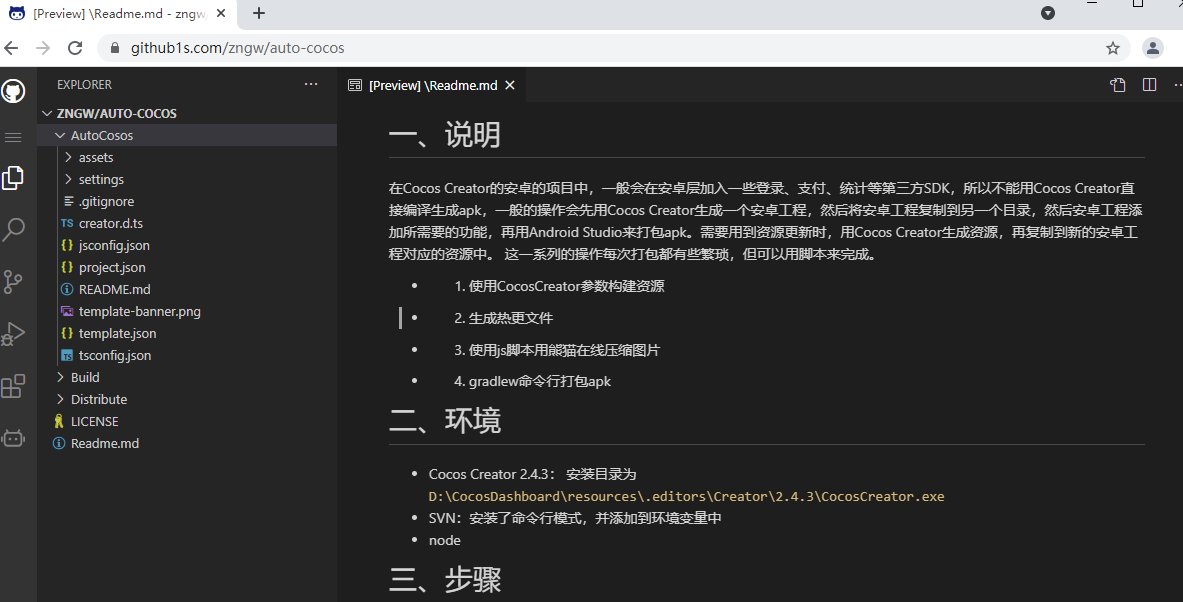 [Preview] \Readme.md - zngw
github1s.com/zngw/auto-cocos
EXPLORER
ZNGW/AUTO-COCOS
AutoCosos
assets
settings
.gitignore
TS creator.d.ts
{} jsconfig.json
{} project.json
README.md
template-banner.png
{} template.json
TS tsconfig.json
Build
Distribute
LICENSE
Readme.md
[Preview] \Readme.md
一、说明
在Cocos Creator的安卓的项目中，一般会在安卓层加入一些登录、支付、统计等第三方SDK，所以不能用Cocos Creator直
接编译生成apk，一般的操作会先用Cocos Creator生成一个安卓工程，然后将安卓工程复制到另一个目录，然后安卓工程添
加所需要的功能，再用Android Studio来打包apk。需要用到资源更新时，用Cocos Creator生成资源，再复制到新的安卓工
程对应的资源中。 这一系列的操作每次打包都有些繁琐，但可以用脚本来完成。
• 1. 使用CocosCreator参数构建资源
• 2. 生成热更文件
• 3. 使用js脚本用熊猫在线压缩图片
• 4. gradlew命令行打包apk
二、环境
• Cocos Creator 2.4.3： 安装目录为
D:\CocosDashboard\resources\.editors\Creator\2.4.3\CocosCreator.exe
• SVN：安装了命令行模式，并添加到环境变量中
• node
三、步骤